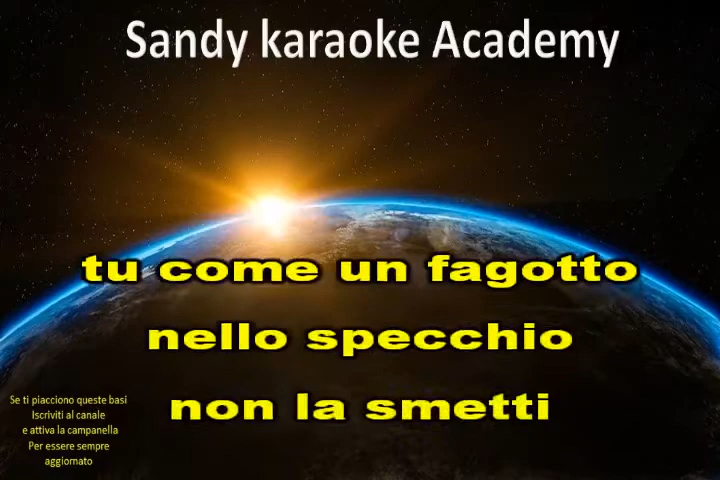 Sandy karaoke Academy
tu come un fagotto
nello specchio
non la smetti
Se ti piacciono queste basi
Iscriviti al canale
e attiva la campanella
Per essere sempre
aggiornato